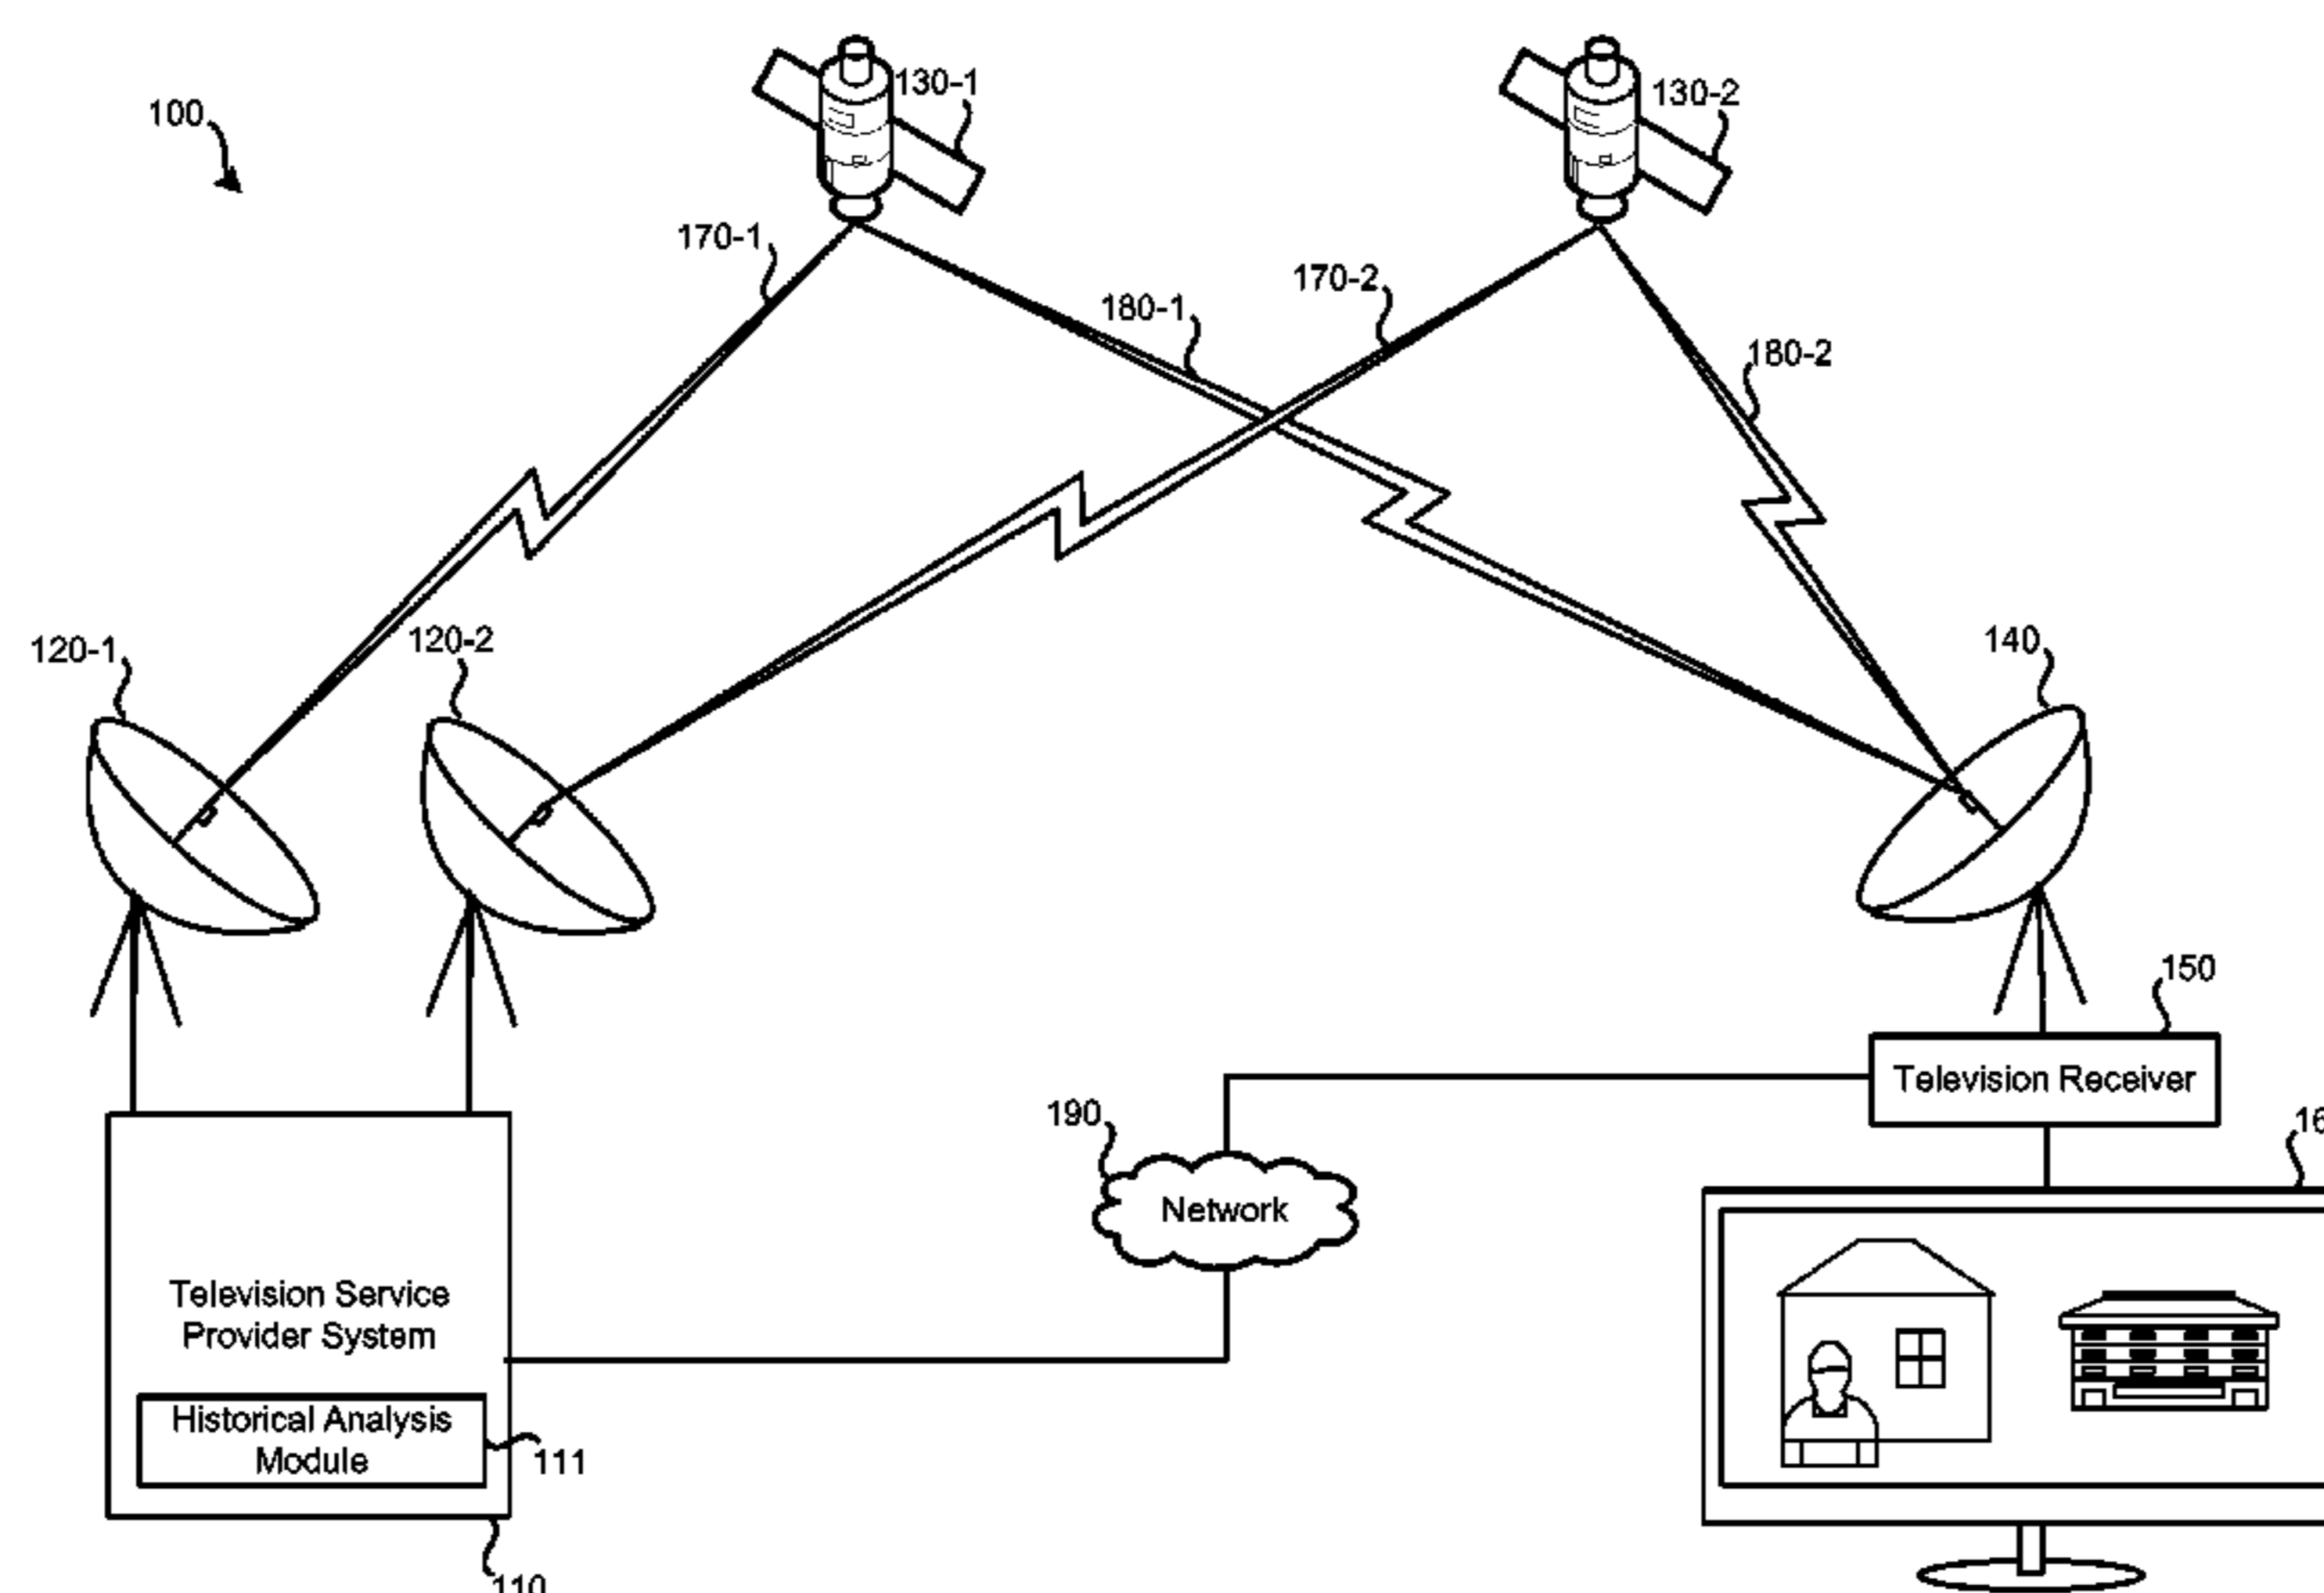 130-1
130-2
100
170-1
170-2
180-1
180-2
120-1
120-2
140
150
Television Receiver
190
Network
Television Service
Provider System
Historical Analysis
Module
111
110